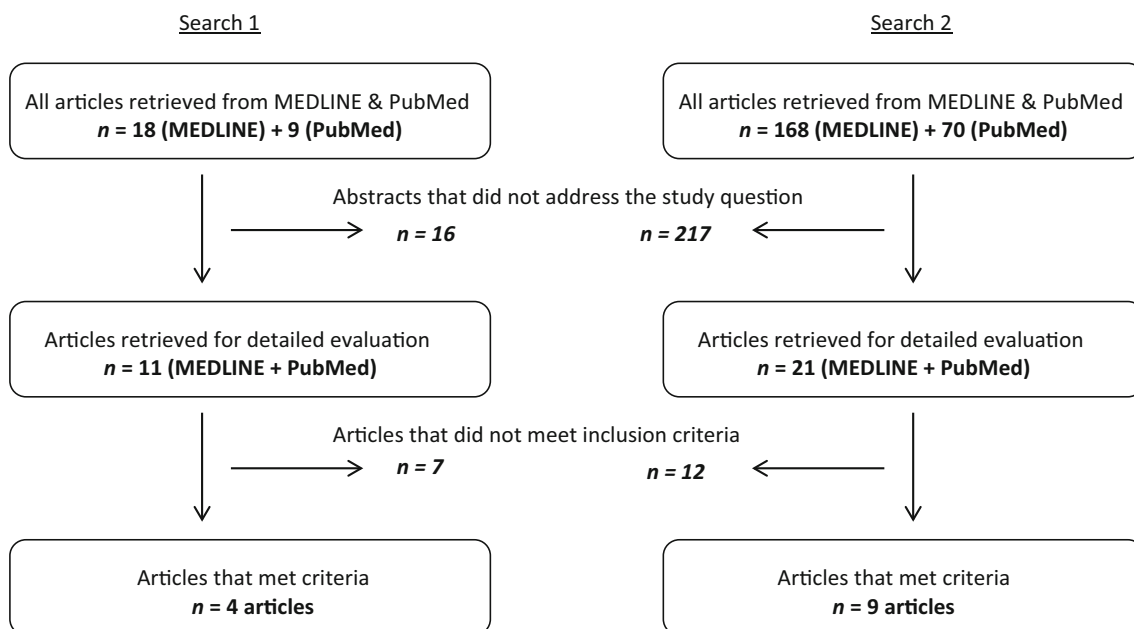 Search 1
Search 2
All articles retrieved from MEDLINE & PubMed
n = 18 (MEDLINE) + 9 (PubMed)
All articles retrieved from MEDLINE & PubMed
n = 168 (MEDLINE) + 70 (PubMed)
Abstracts that did not address the study question
n = 16
n = 217
Articles retrieved for detailed evaluation
n = 11 (MEDLINE + PubMed)
Articles retrieved for detailed evaluation
n = 21 (MEDLINE + PubMed)
Articles that did not meet inclusion criteria
n = 7
n = 12
Articles that met criteria
n = 4 articles
Articles that met criteria
n = 9 articles